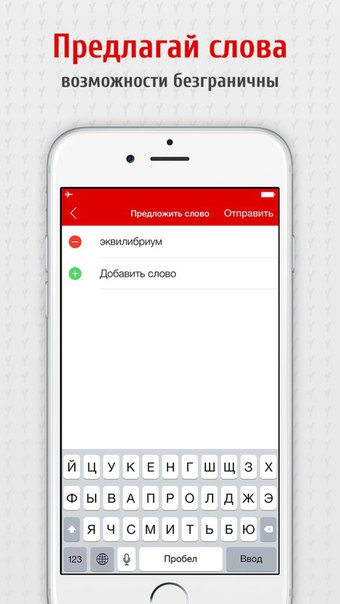 Предлагай слова
возможности безграничны
Предложить слово Отправить
эквилибриум
Добавить слово
Й Ц У К Е Н Г Ш Щ З Х
Ф Ы В А П Р О Л Д Ж Э
Я Ч С М И Т Ь Б Ю
123 Пробел Ввод